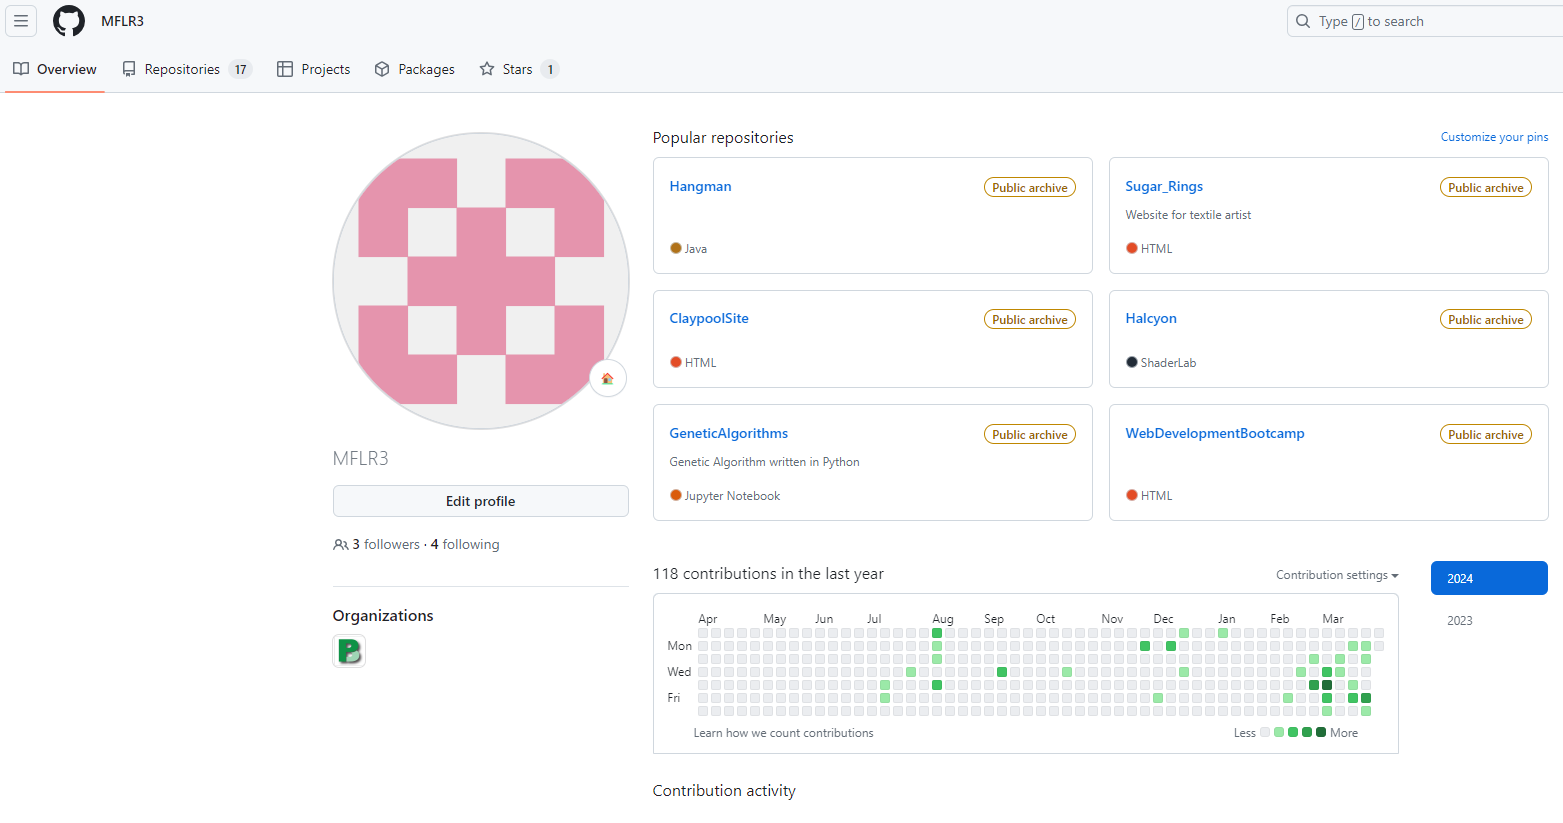 MFLR3
Type / to search
Overview
Repositories 17
Projects
Packages
Stars 1
Popular repositories
Customize your pins
Hangman
Public archive
Java
Sugar_Rings
Public archive
Website for textile artist
HTML
ClaypoolSite
Public archive
HTML
Halcyon
Public archive
ShaderLab
GeneticAlgorithms
Public archive
Genetic Algorithm written in Python
Jupyter Notebook
WebDevelopmentBootcamp
Public archive
HTML
MFLR3
Edit profile
3 followers · 4 following
Organizations
B
118 contributions in the last year
Contribution settings
2024
2023
Apr May Jun Jul Aug Sep Oct Nov Dec Jan Feb Mar
Mon
Wed
Fri
Learn how we count contributions
Less More
Contribution activity